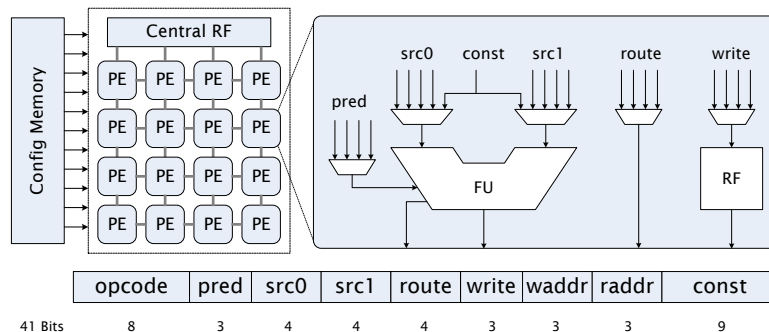 Central RF
Config Memory
PE PE PE PE
PE PE PE PE
PE PE PE PE
PE PE PE PE
src0 const src1 route write
pred
FU
RF
opcode pred src0 src1 route write waddr raddr const
41 Bits 8 3 4 4 4 3 3 3 9